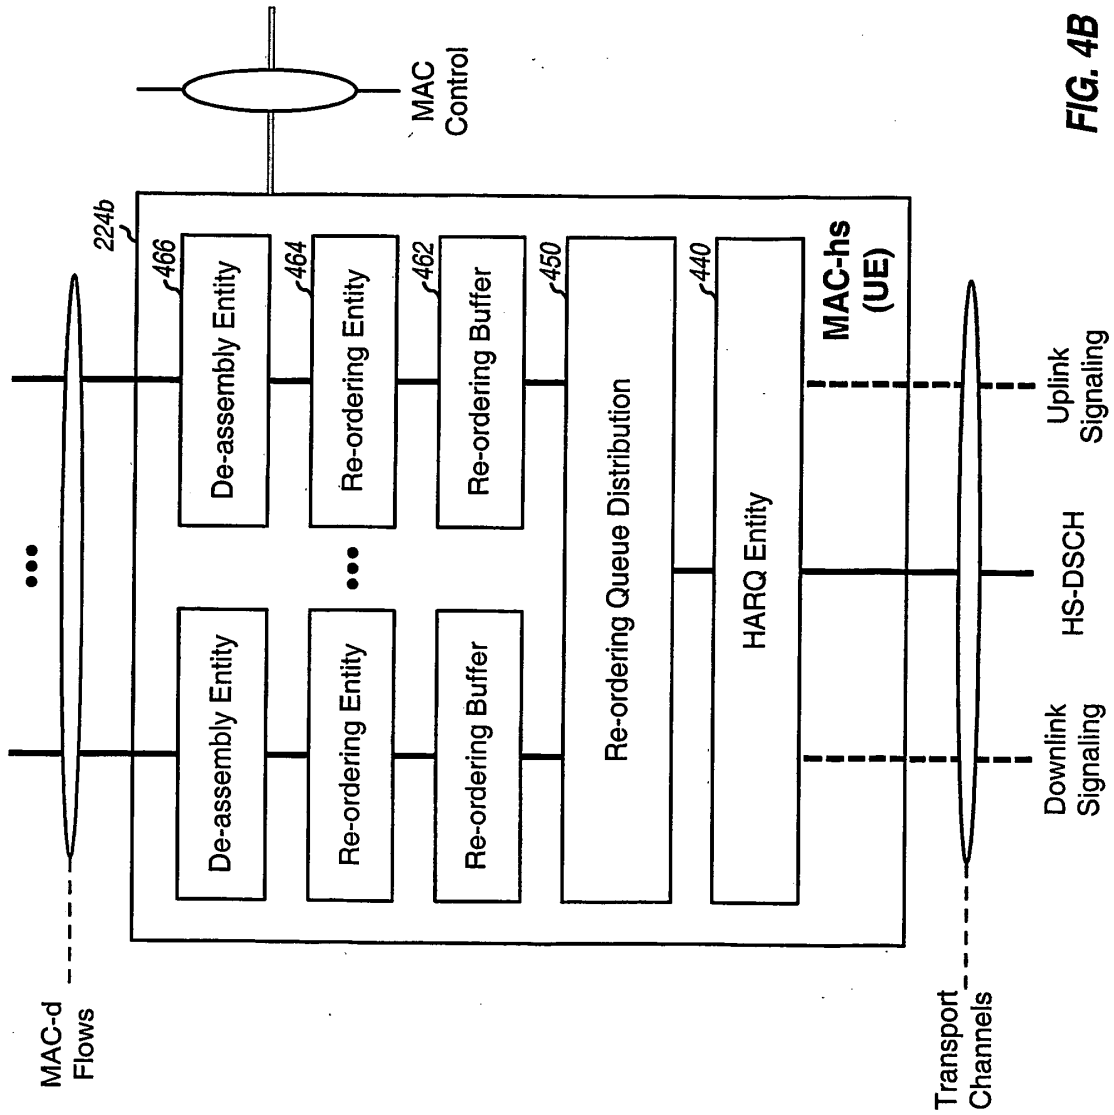 MAC-d
Flows
•••
224b
466
De-assembly Entity
De-assembly Entity
464
Re-ordering Entity
•••
Re-ordering Entity
462
Re-ordering Buffer
Re-ordering Buffer
450
Re-ordering Queue Distribution
440
HARQ Entity
MAC-hs
(UE)
MAC
Control
Transport
Channels
Downlink
Signaling
HS-DSCH
Uplink
Signaling
FIG. 4B